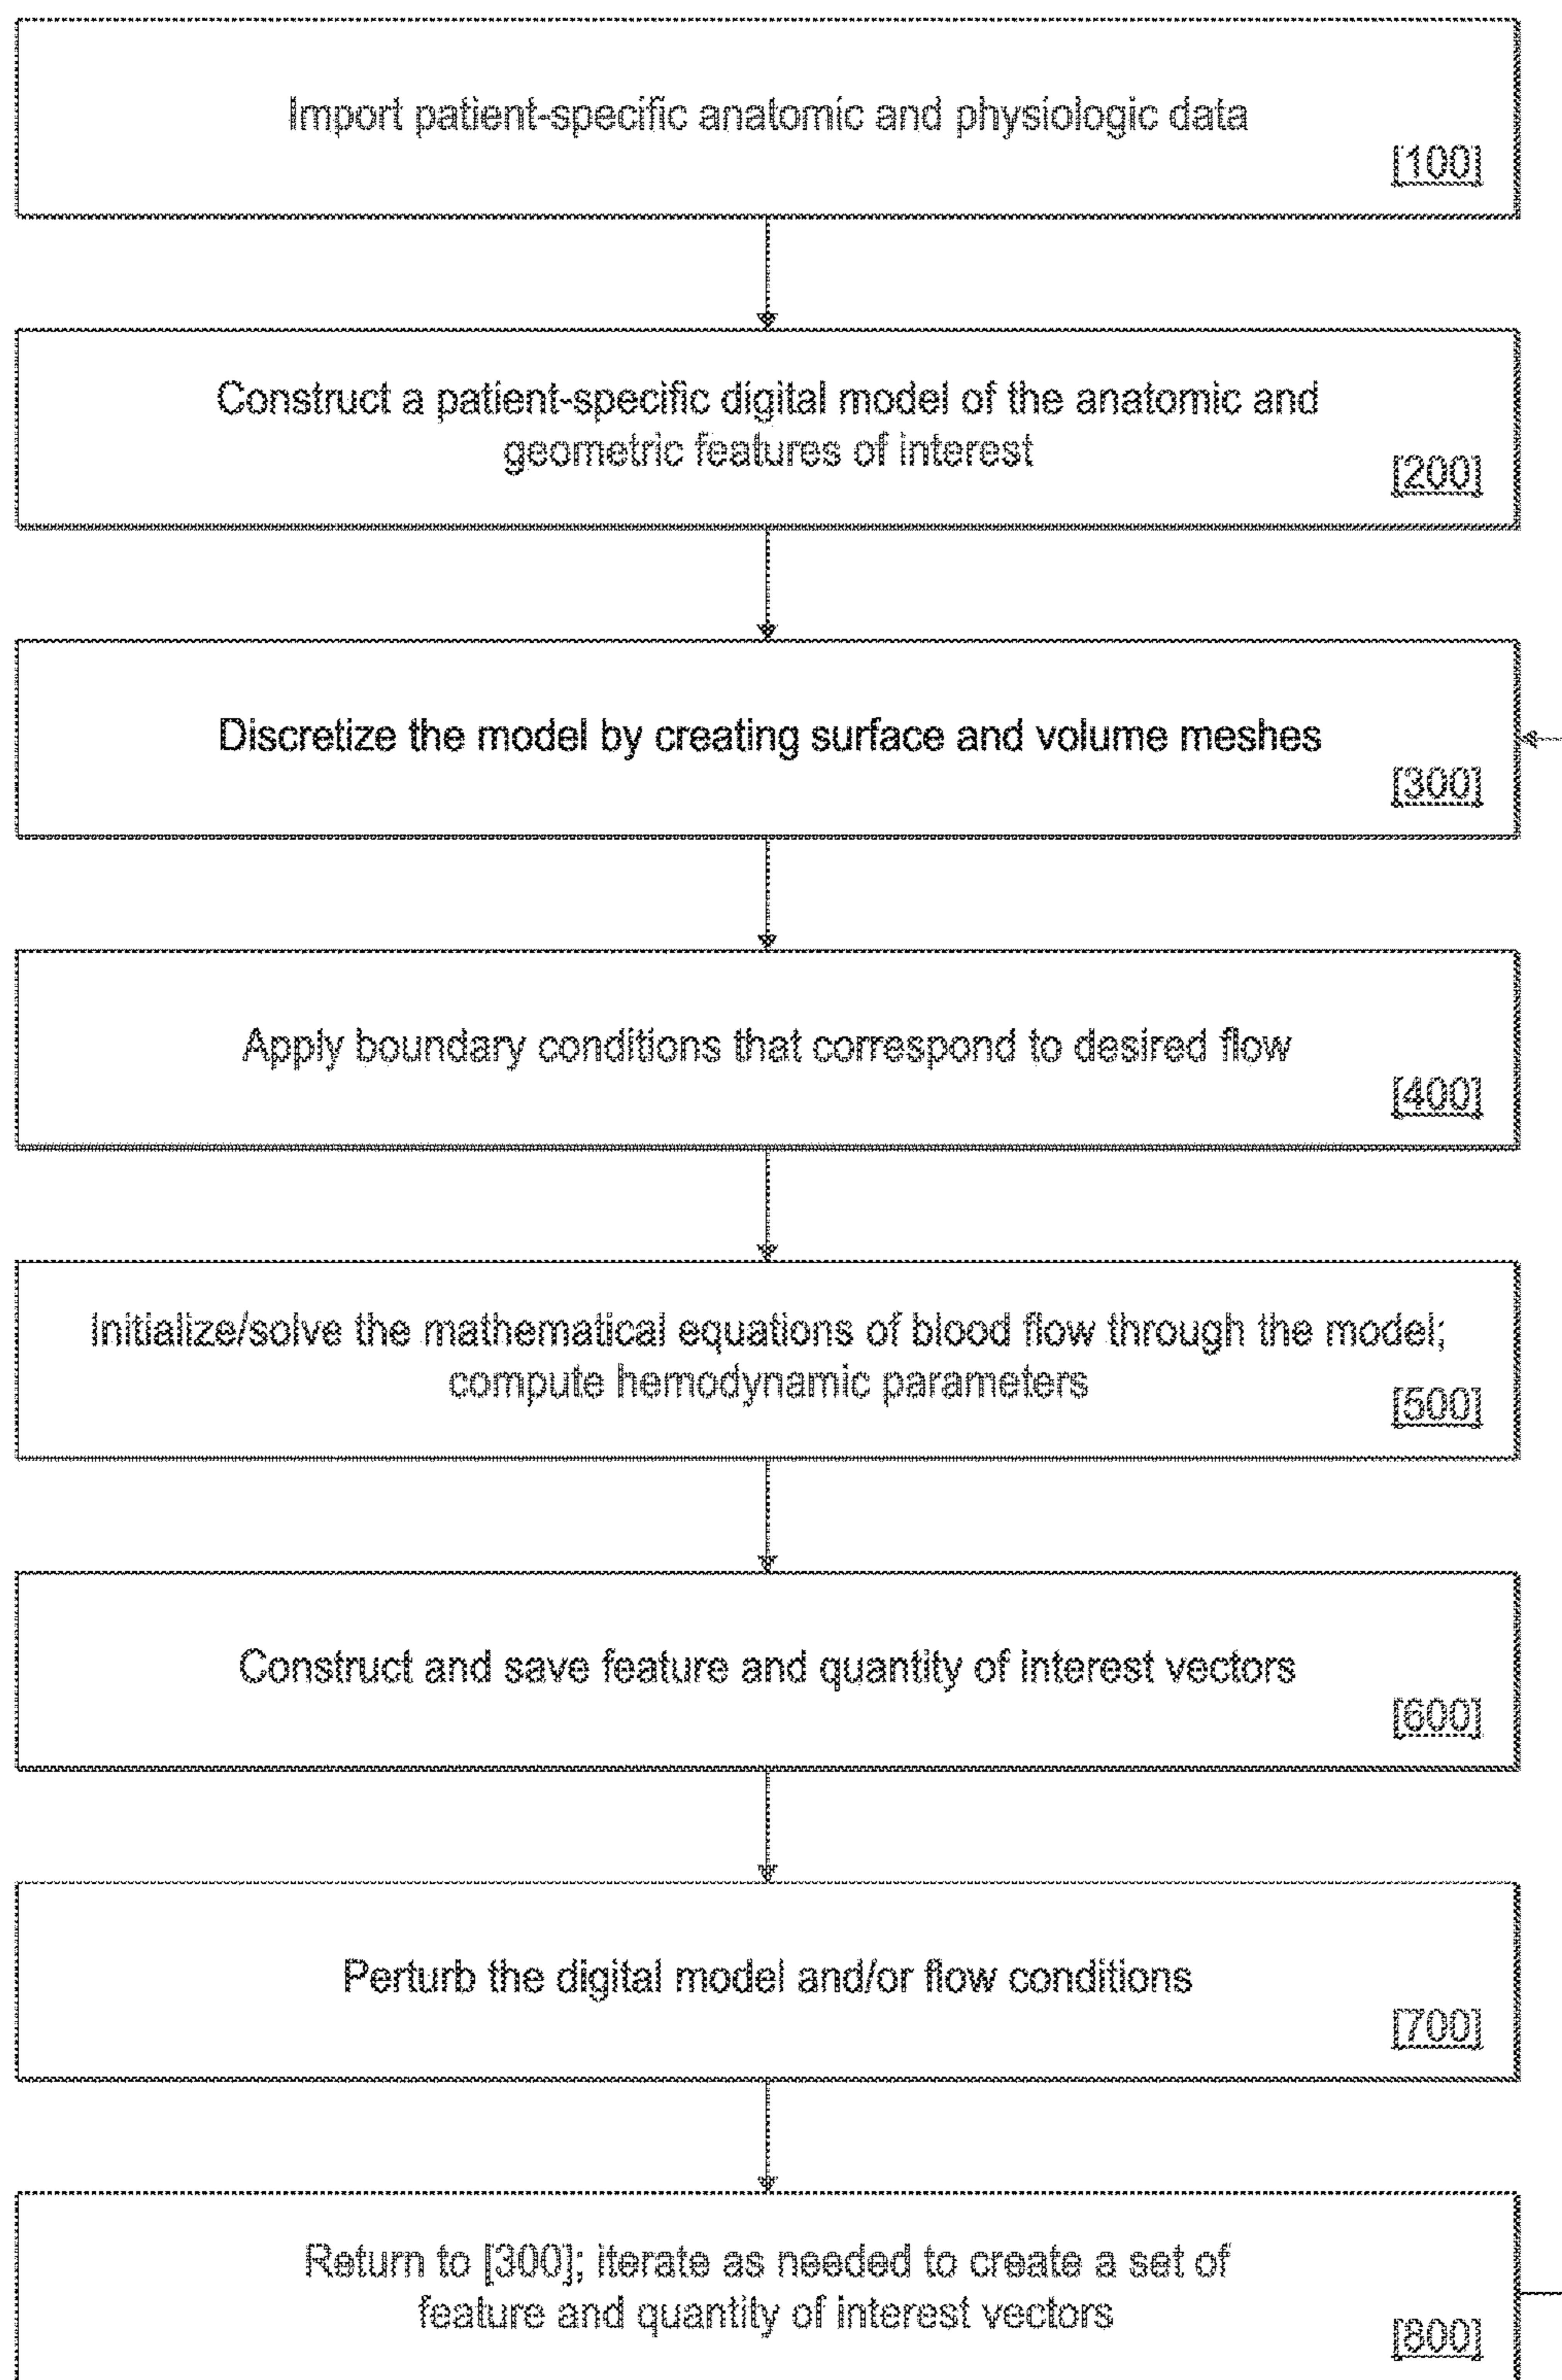 Import patient-specific anatomic and physiologic data
[100]
Construct a patient-specific digital model of the anatomic and
geometric features of interest
[200]
Discretize the model by creating surface and volume meshes
[300]
Apply boundary conditions that correspond to desired flow
[400]
Initialize/solve the mathematical equations of blood flow through the model;
compute hemodynamic parameters
[500]
Construct and save feature and quantity of interest vectors
[600]
Perturb the digital model and/or flow conditions
[700]
Return to [300]; iterate as needed to create a set of
feature and quantity of interest vectors
[800]